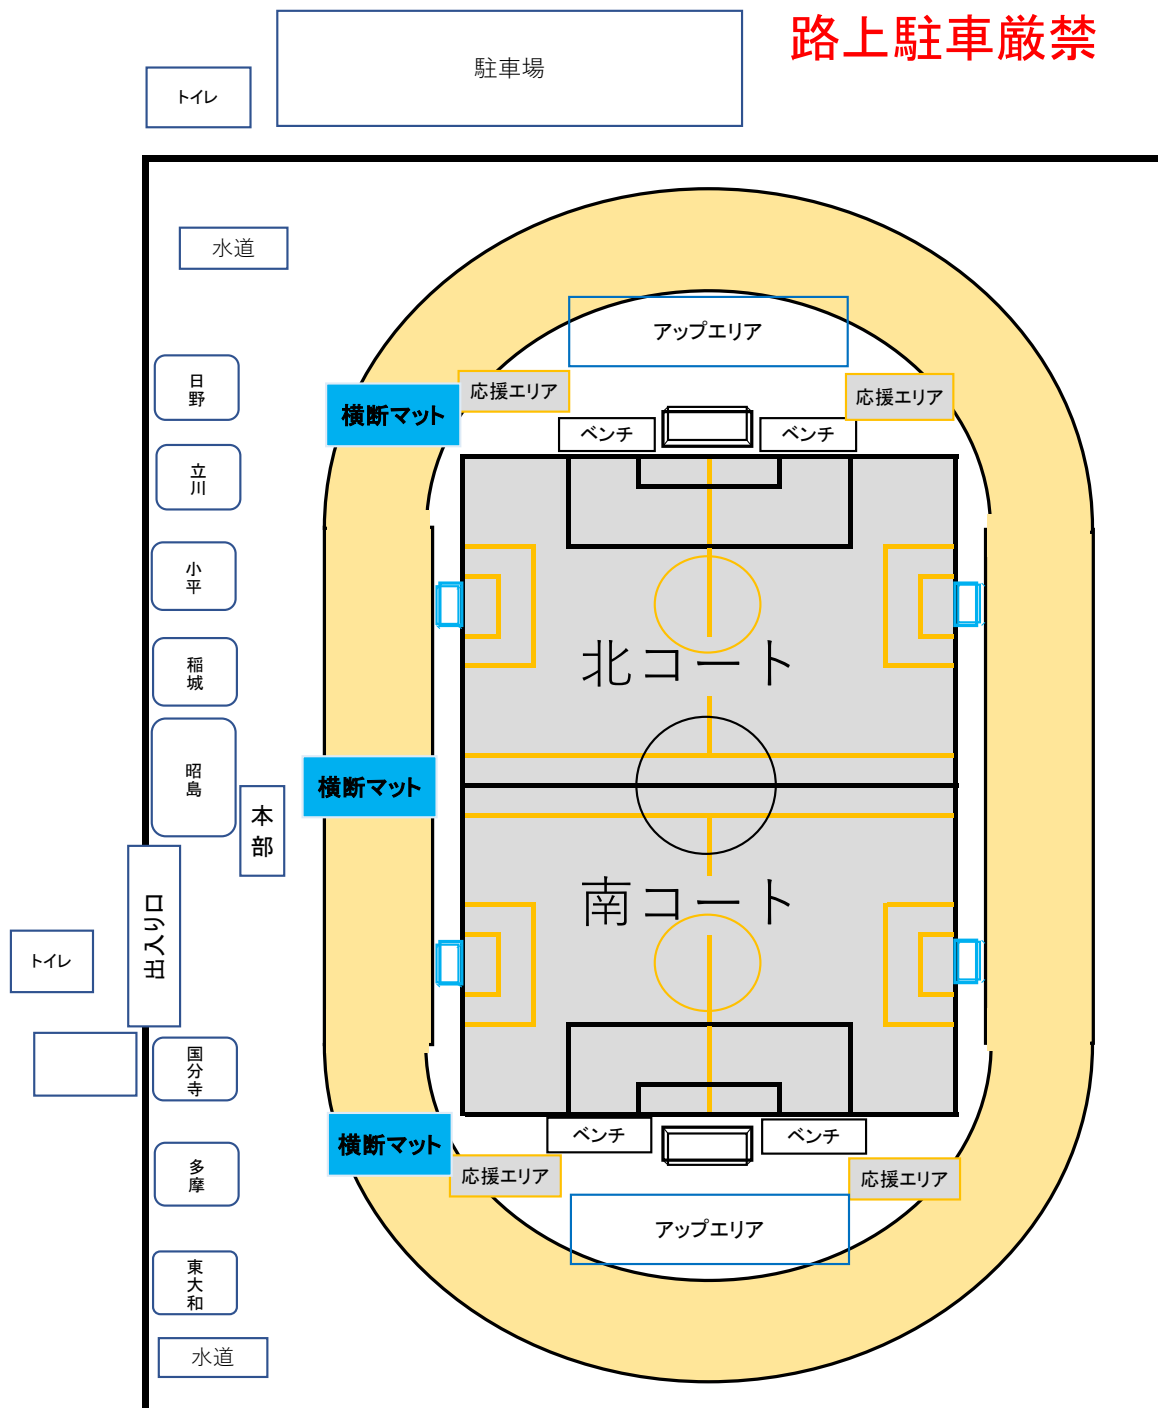 路上駐車厳禁
駐車場
トイレ
水道
アップエリア
日野
応援エリア
応援エリア
横断マット
ベンチ
ベンチ
立川
小平
北コート
稲城
昭島
横断マット
本部
南コート
出入り口
トイレ
国分寺
ベンチ
ベンチ
横断マット
多摩
応援エリア
応援エリア
アップエリア
東大和
水道